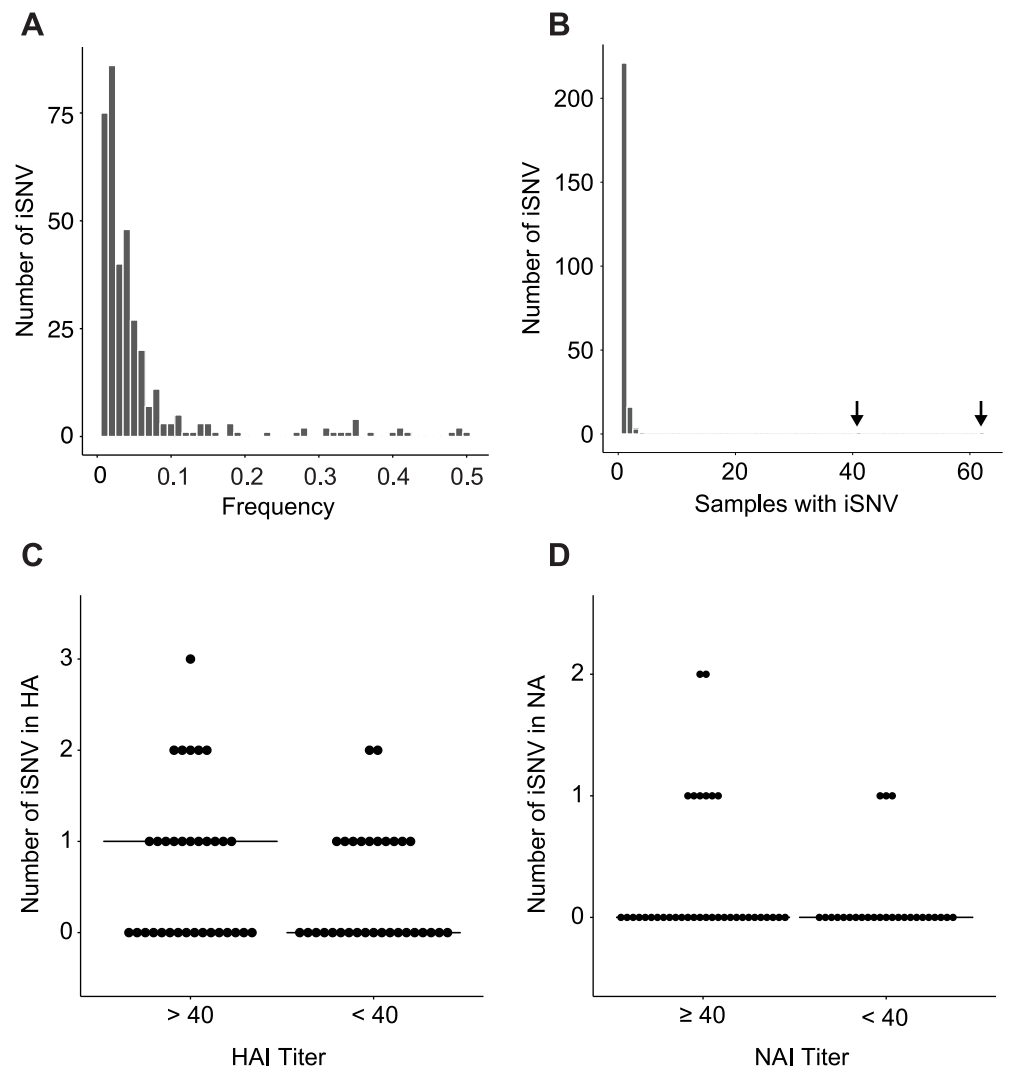 A
Number of iSNV
75
50
25
0
0 0.1 0.2 0.3 0.4 0.5
Frequency
B
Number of iSNV
200
150
100
50
0
0 20 40 60
Samples with iSNV
C
Number of iSNV in HA
3
2
1
0
> 40 < 40
HAI Titer
D
Number of iSNV in NA
2
1
0
≥ 40 < 40
NAI Titer